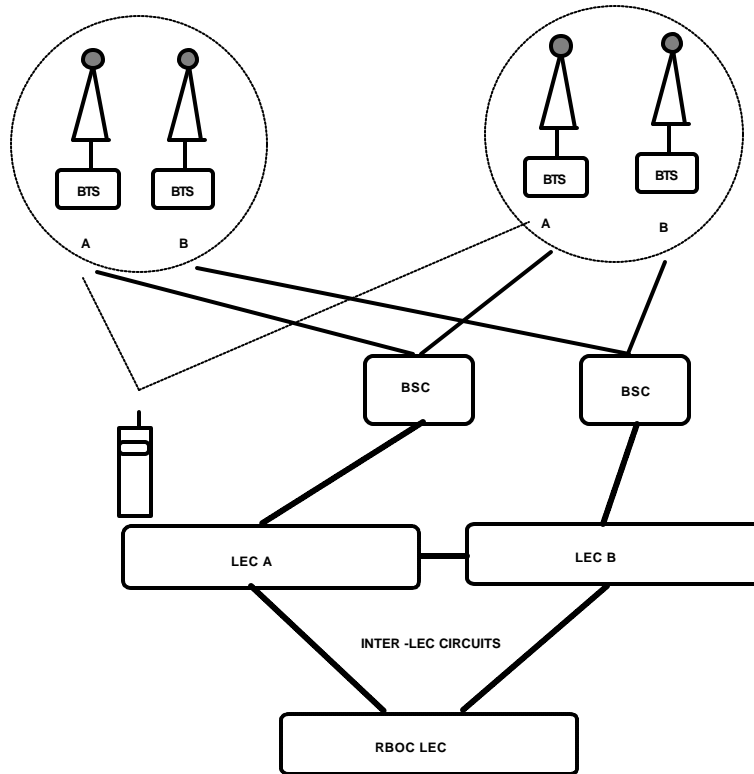 BTS BTS BTS BTS
A B A B
BSC BSC
LEC A LEC B
INTER -LEC CIRCUITS
RBOC LEC